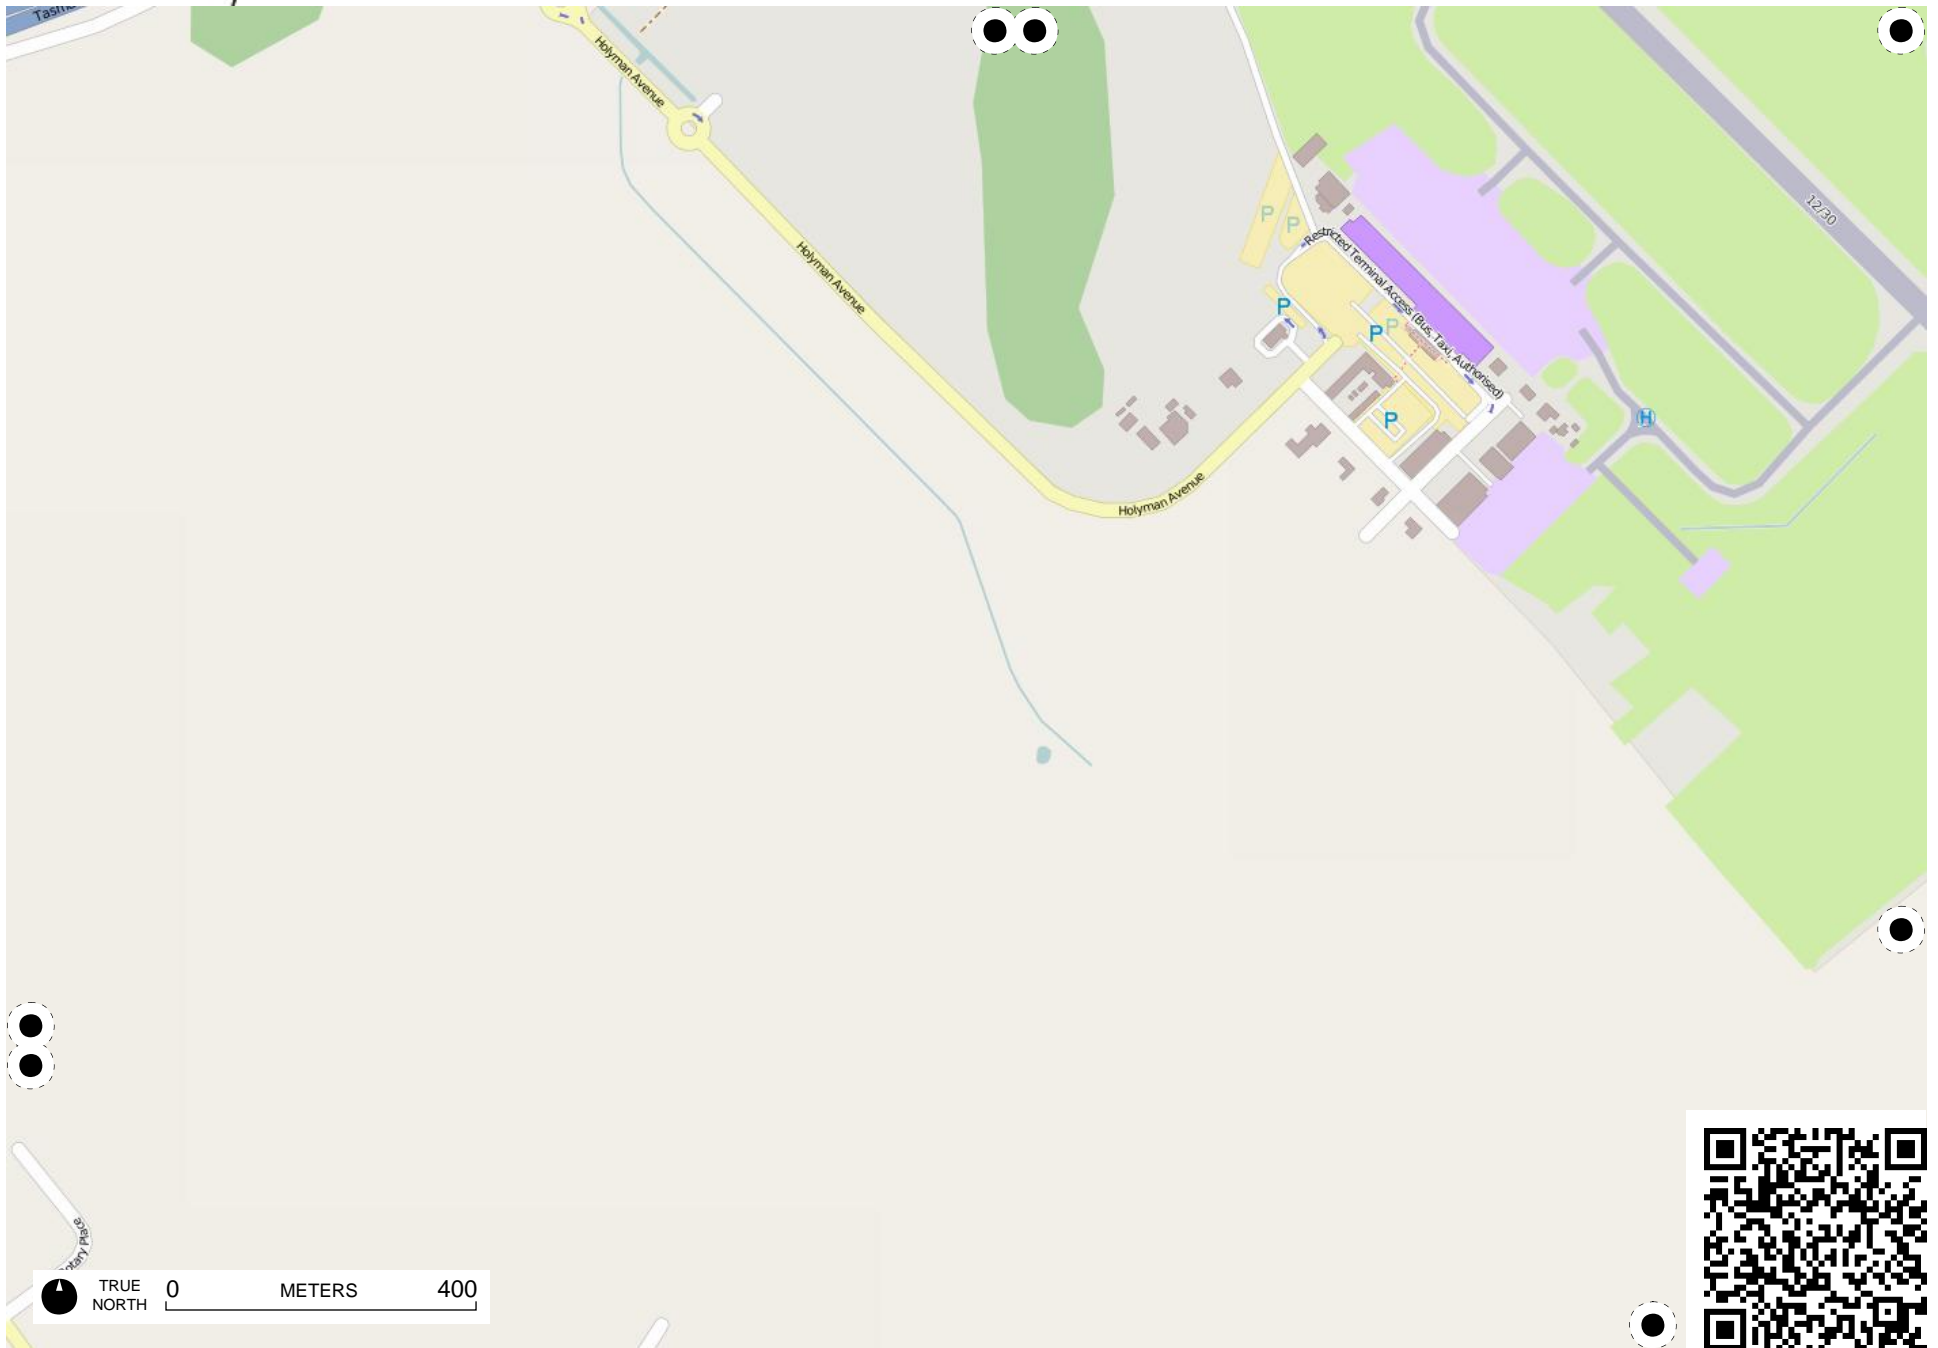 Holyman Avenue
12/30
P
P
Restricted Terminal Access (Bus, Taxi, Authorised)
Holyman Avenue
P
P
P
P
H
Holyman Avenue
Place
TRUE
NORTH
0
METERS
400